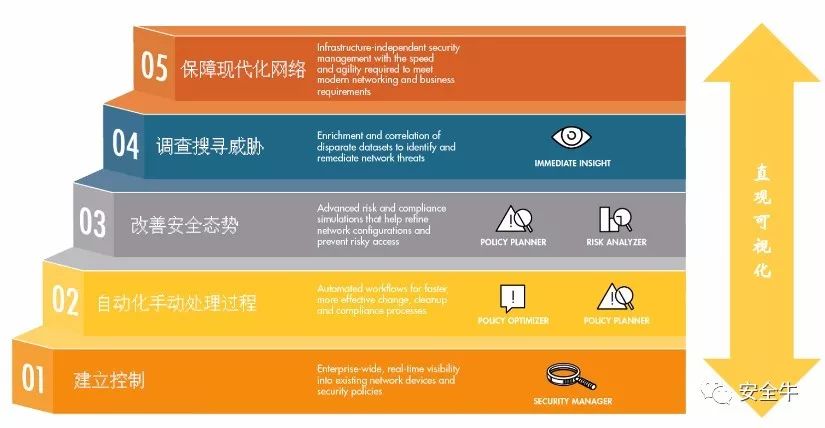 05 保障现代化网络
Infrastructure-independent security
management with the speed
and agility required to meet
modern networking and business
requirements
04 调查搜寻威胁
Enrichment and correlation of
disparate datasets to identify and
remediate network threats
IMMEDIATE INSIGHT
03 改善安全态势
Advanced risk and compliance
simulations that help refine
network configurations and
prevent risky access
POLICY PLANNER
RISK ANALYZER
02 自动化手动处理过程
Automated workflows for faster
more effective change, cleanup
and compliance processes
POLICY OPTIMIZER
POLICY PLANNER
01 建立控制
Enterprise-wide, real-time visibility
into existing network devices and
security policies
SECURITY MANAGER
直观可视化
安全牛